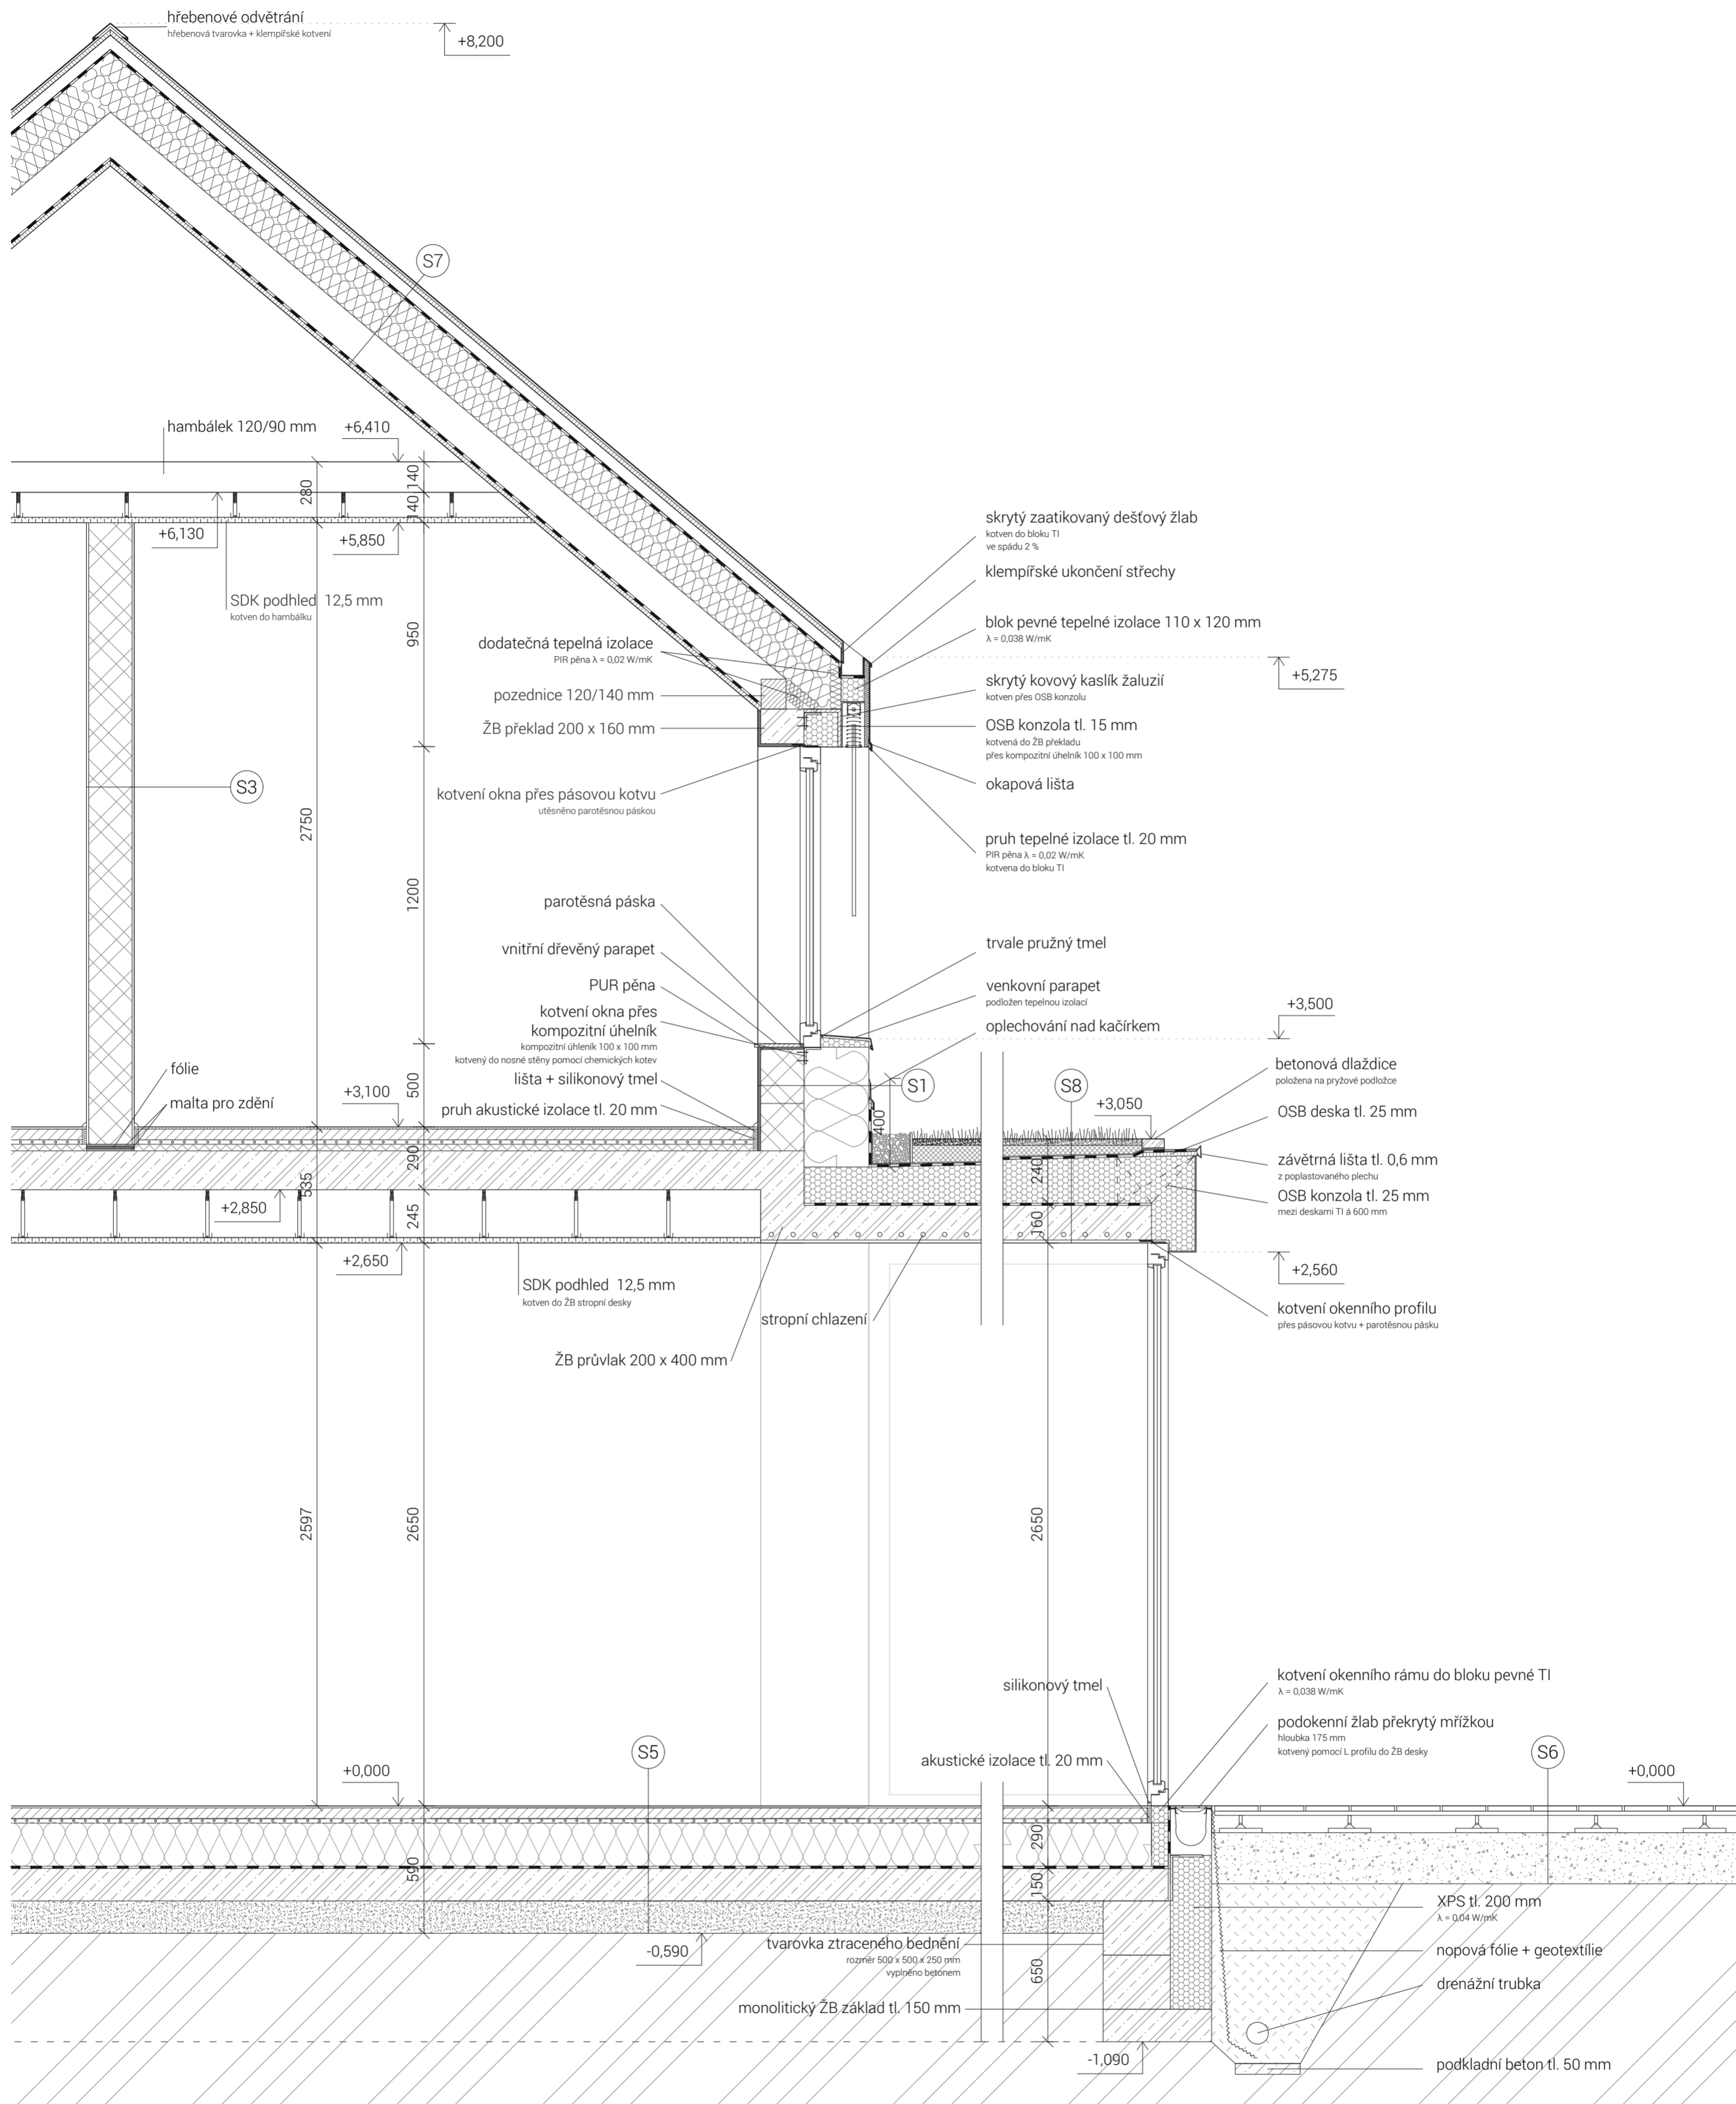 hřebenové odvětrání
hřebenová tvarovka + klempířské kotvení
+8,200
S7
hambálek 120/90 mm
+6,410
280
140
140
+6,130
+5,850
SDK podhled 12,5 mm
kotven do hambálku
950
skrytý zaatikovaný dešťový žlab
kotven do bloku TI
ve spádu 2 %
klempířské ukončení střechy
blok pevné tepelné izolace 110 x 120 mm
λ = 0,038 W/mK
+5,275
dodatečná tepelná izolace
PIR pěna λ = 0,02 W/mK
pozednice 120/140 mm
ŽB překlad 200 x 160 mm
skrytý kovový kaslík žaluzií
kotven přes OSB konzolu
OSB konzola tl. 15 mm
kotvená do ŽB překladu
přes kompozitní úhelník 100 x 100 mm
okapová lišta
S3
kotvení okna přes pásovou kotvu
utěsněno parotěsnou páskou
2750
pruh tepelné izolace tl. 20 mm
PIR pěna λ = 0,02 W/mK
kotvena do bloku TI
1200
parotěsná páska
vnitřní dřevěný parapet
PUR pěna
kotvení okna přes
kompozitní úhelník
kompozitní úhleník 100 x 100 mm
kotvený do nosné stěny pomocí chemických kotev
lišta + silikonový tmel
pruh akustické izolace tl. 20 mm
trvale pružný tmel
venkovní parapet
podložen tepelnou izolací
oplechování nad kačírkem
+3,500
fólie
malta pro zdění
+3,100
500
S1
S8
400
+3,050
betonová dlaždice
položena na pryžové podložce
OSB deska tl. 25 mm
závětrná lišta tl. 0,6 mm
z poplastovaného plechu
OSB konzola tl. 25 mm
mezi deskami TI á 600 mm
290
535
240
+2,850
245
160
+2,650
+2,560
SDK podhled 12,5 mm
kotven do ŽB stropní desky
stropní chlazení
kotvení okenního profilu
přes pásovou kotvu + parotěsnou pásku
ŽB průvlak 200 x 400 mm
2597
2650
2650
silikonový tmel
kotvení okenního rámu do bloku pevné TI
λ = 0,038 W/mK
podokenní žlab překrytý mřížkou
hloubka 175 mm
kotvený pomocí L profilu do ŽB desky
S5
S6
akustické izolace tl. 20 mm
+0,000
+0,000
290
590
150
XPS tl. 200 mm
λ = 0,04 W/mK
-0,590
tvarovka ztraceného bednění
rozměr 500 x 500 x 250 mm
vyplněno betonem
650
nopová fólie + geotextílie
drenážní trubka
monolitický ŽB základ tl. 150 mm
-1,090
podkladní beton tl. 50 mm